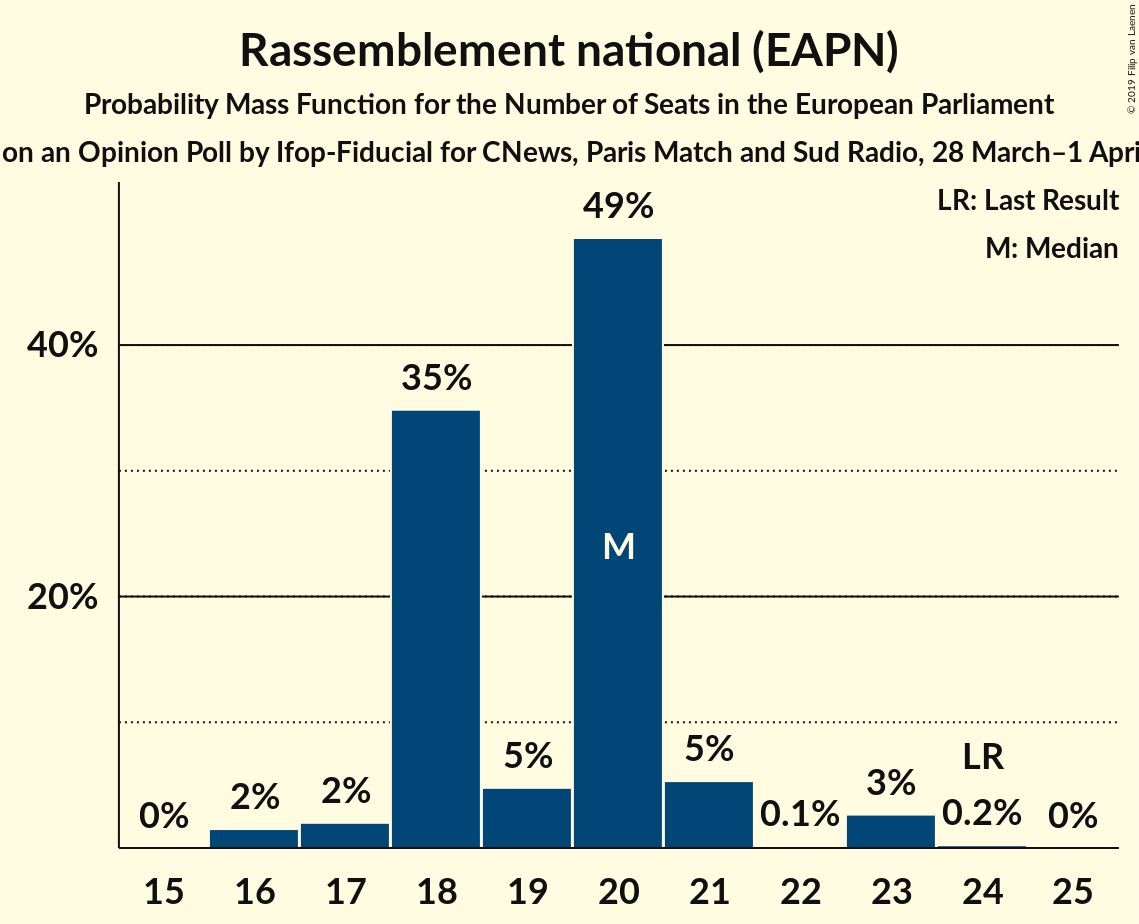 Rassemblement national (EAPN)
Probability Mass Function for the Number of Seats in the European Parliament
on an Opinion Poll by Ifop-Fiducial for CNews, Paris Match and Sud Radio, 28 March–1 Apri
© 2019 Filip van Laenen
LR: Last Result
M: Median
49%
40%
35%
M
20%
5%
5%
LR
2%
2%
3%
0%
0.1%
0.2%
0%
15 16 17 18 19 20 21 22 23 24 25